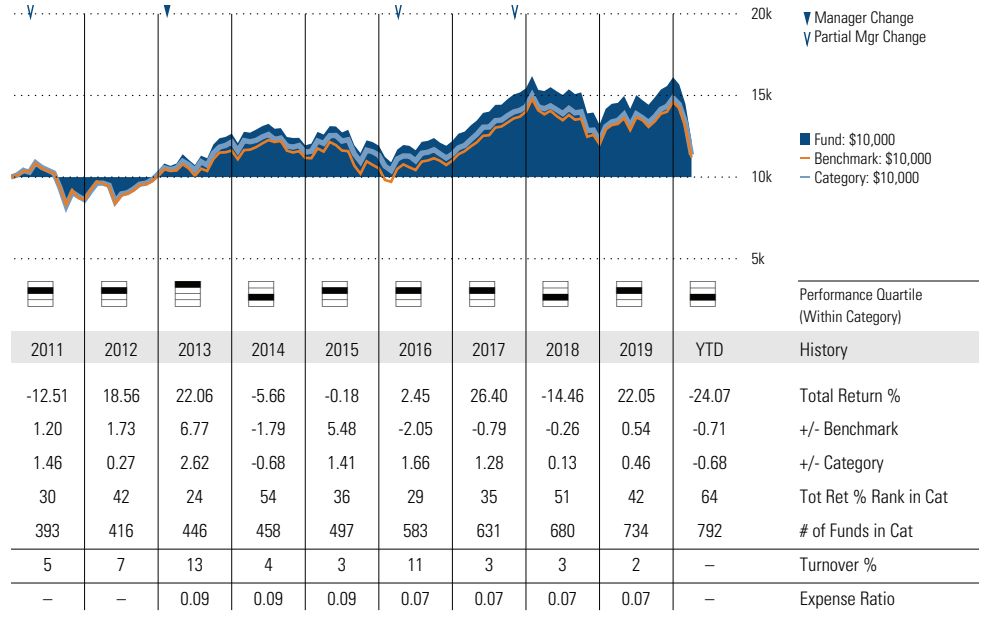 20k
15k
10k
5k
▼ Manager Change
∨ Partial Mgr Change
Fund: $10,000
Benchmark: $10,000
Category: $10,000
Performance Quartile
(Within Category)
2011 2012 2013 2014 2015 2016 2017 2018 2019 YTD History
-12.51 18.56 22.06 -5.66 -0.18 2.45 26.40 -14.46 22.05 -24.07 Total Return %
1.20 1.73 6.77 -1.79 5.48 -2.05 -0.79 -0.26 0.54 -0.71 +/- Benchmark
1.46 0.27 2.62 -0.68 1.41 1.66 1.28 0.13 0.46 -0.68 +/- Category
30 42 24 54 36 29 35 51 42 64 Tot Ret % Rank in Cat
393 416 446 458 497 583 631 680 734 792 # of Funds in Cat
5 7 13 4 3 11 3 3 2 – Turnover %
– – 0.09 0.09 0.09 0.07 0.07 0.07 0.07 – Expense Ratio